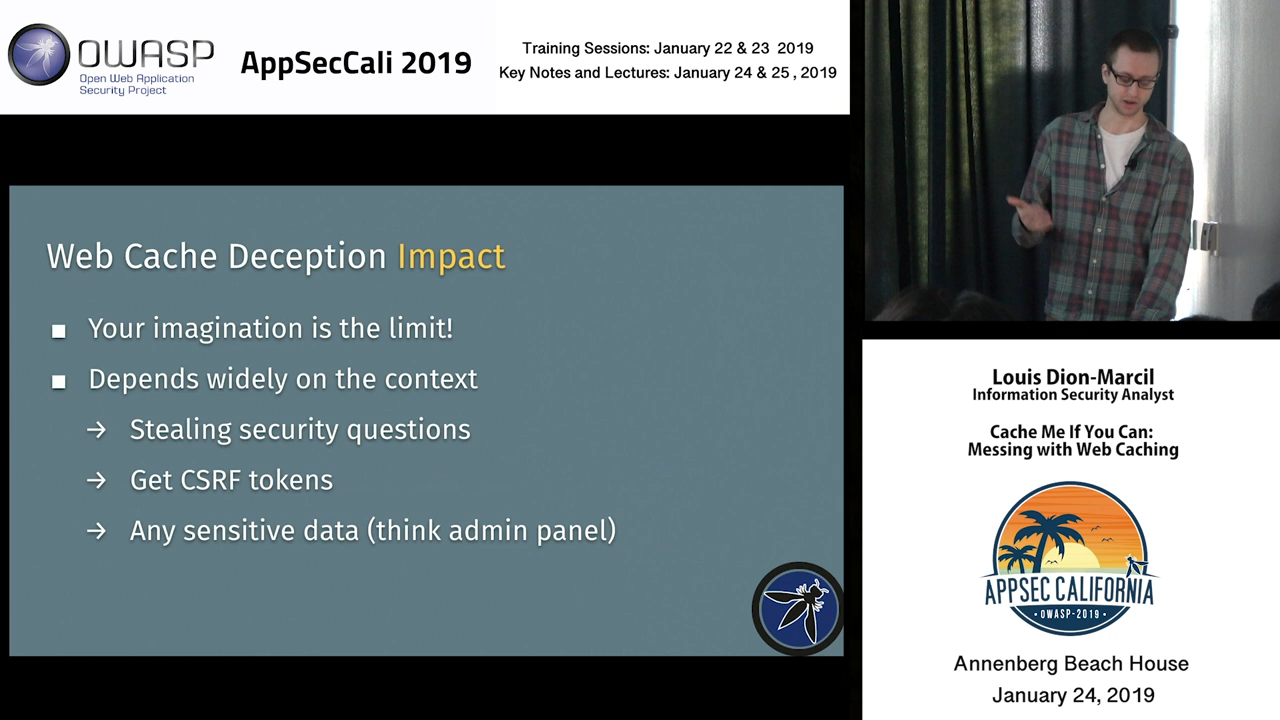 OWASP
Open Web Application
Security Project
AppSecCali 2019
Training Sessions: January 22 & 23 2019
Key Notes and Lectures: January 24 & 25 , 2019
Web Cache Deception Impact
■ Your imagination is the limit!
■ Depends widely on the context
→ Stealing security questions
→ Get CSRF tokens
→ Any sensitive data (think admin panel)
Louis Dion-Marcil
Information Security Analyst
Cache Me If You Can:
Messing with Web Caching
APPSEC CALIFORNIA
• OWASP-2019 •
Annenberg Beach House
January 24, 2019